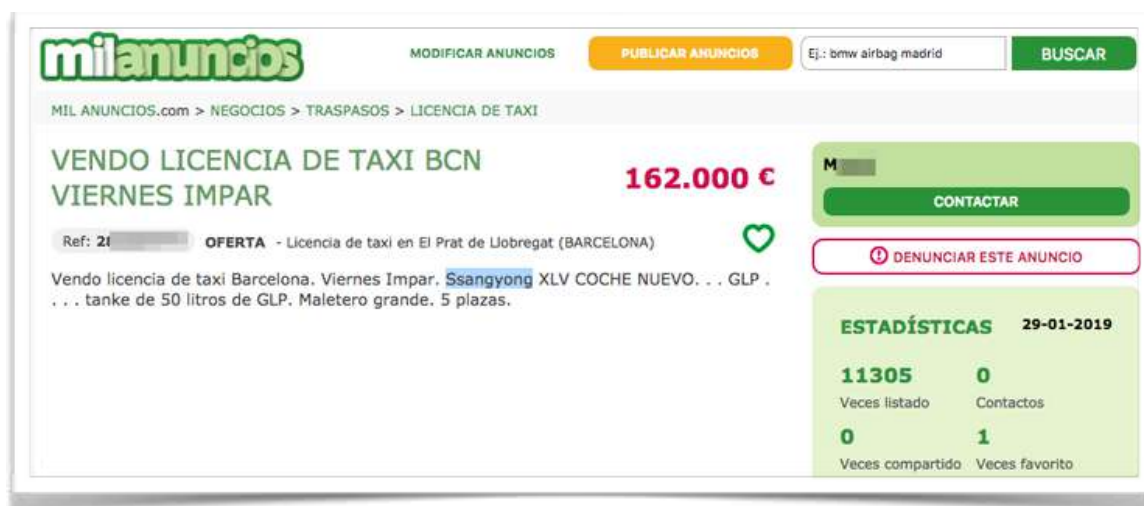 milanuncios
MODIFICAR ANUNCIOS
PUBLICAR ANUNCIOS
Ej.: bmw airbag madrid
BUSCAR
MIL ANUNCIOS.com > NEGOCIOS > TRASPASOS > LICENCIA DE TAXI
VENDO LICENCIA DE TAXI BCN
VIERNES IMPAR
162.000 €
Ref: 2
OFERTA - Licencia de taxi en El Prat de Llobregat (BARCELONA)
Vendo licencia de taxi Barcelona. Viernes Impar. Ssangyong XLV COCHE NUEVO. . . GLP .
. . . tanke de 50 litros de GLP. Maletero grande. 5 plazas.
M
CONTACTAR
DENUNCIAR ESTE ANUNCIO
ESTADÍSTICAS 29-01-2019
11305 0
Veces listado Contactos
0 1
Veces compartido Veces favorito